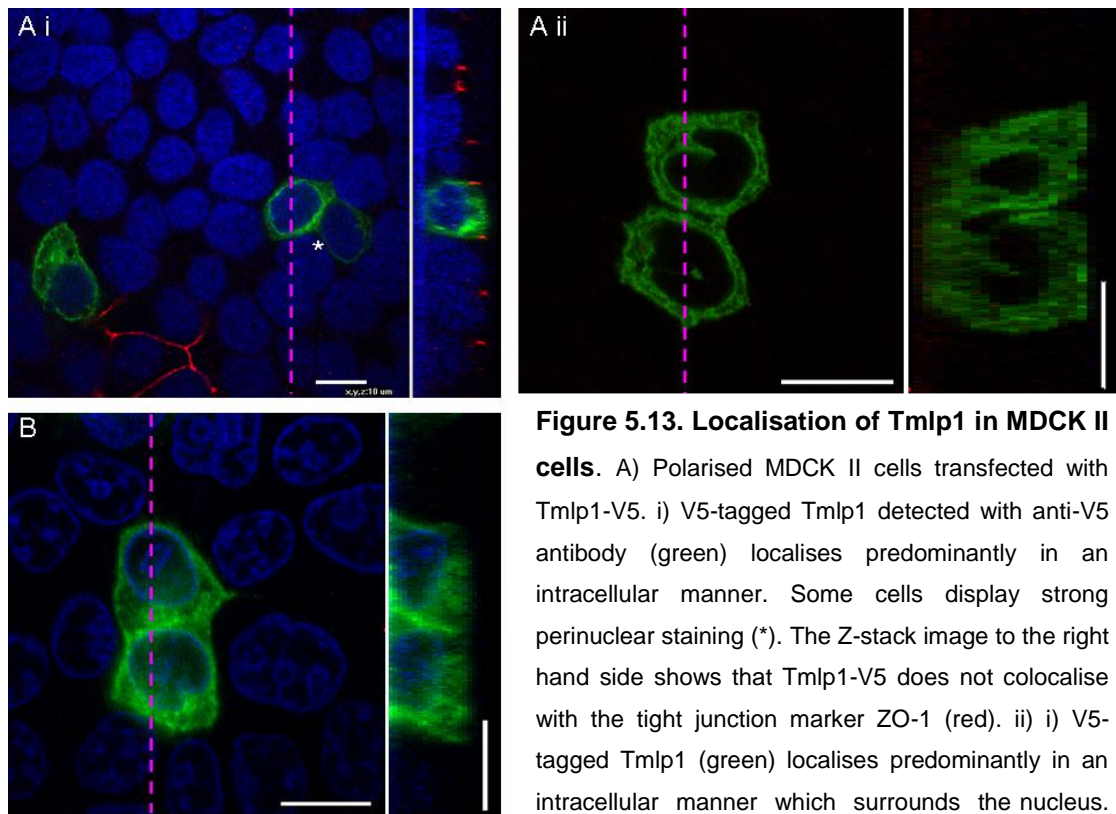 A i
A ii
*
x,y,z:10 um
B
Figure 5.13. Localisation of Tmlp1 in MDCK II
cells. A) Polarised MDCK II cells transfected with
Tmlp1-V5. i) V5-tagged Tmlp1 detected with anti-V5
antibody (green) localises predominantly in an
intracellular manner. Some cells display strong
perinuclear staining (*). The Z-stack image to the right
hand side shows that Tmlp1-V5 does not colocalise
with the tight junction marker ZO-1 (red). ii) i) V5-
tagged Tmlp1 (green) localises predominantly in an
intracellular manner which surrounds the nucleus.